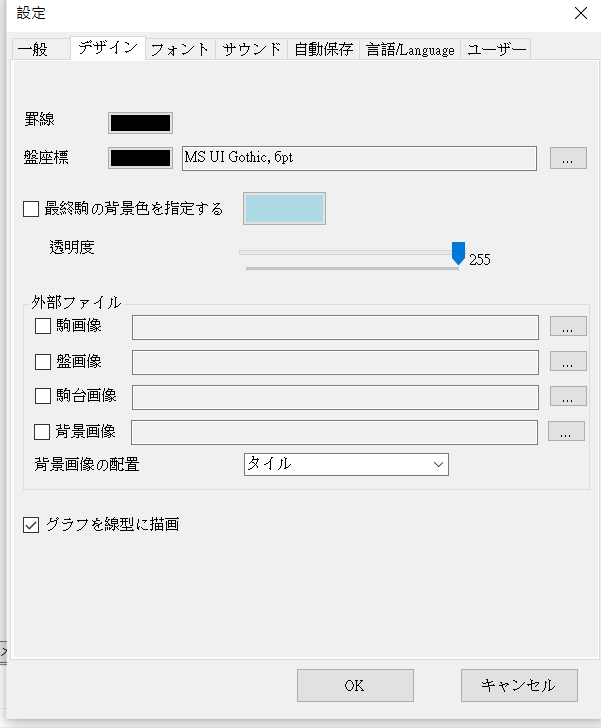 設定
一般 デザイン フォント サウンド 自動保存 言語/Language ユーザー
罫線
盤座標 MS UI Gothic, 6pt ...
最終駒の背景色を指定する
透明度 255
外部ファイル
駒画像 ...
盤画像 ...
駒台画像 ...
背景画像 ...
背景画像の配置 タイル
グラフを線型に描画
OK キャンセル